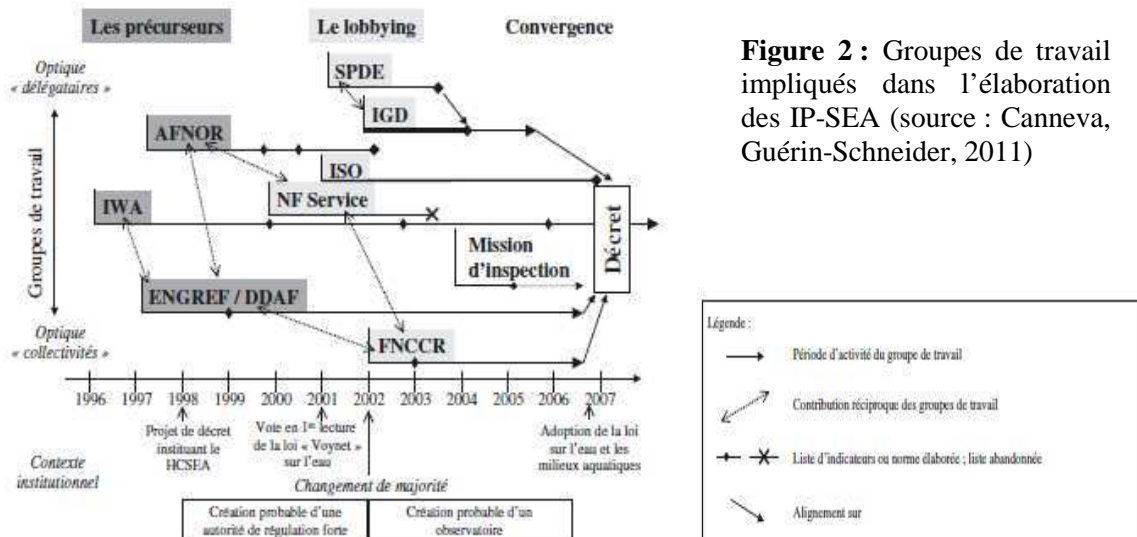 Les précurseurs
Le lobbying
Convergence
Optique
« délégataires »
Groupes de travail
Optique
« collectivités »
SPDE
IGD
AFNOR
ISO
NF Service
IWA
Mission
d'inspection
ENGREF / DDAF
FNCCR
Décret
1996 1997 1998 1999 2000 2001 2002 2003 2004 2005 2006 2007
Projet de décret
instituant le
HCSEA
Vote en 1re lecture
de la loi « Voynet »
sur l'eau
Adoption de la loi
sur l'eau et les
milieux aquatiques
Contexte
institutionnel
Changement de majorité
Création probable d'une
autorité de régulation forte
Création probable d'un
observatoire
Figure 2 : Groupes de travail
impliqués dans l'élaboration
des IP-SEA (source : Canneva,
Guérin-Schneider, 2011)
Légende :
Période d'activité du groupe de travail
Contribution réciproque des groupes de travail
Liste d'indicateurs ou norme élaborée ; liste abandonnée
Alignement sur